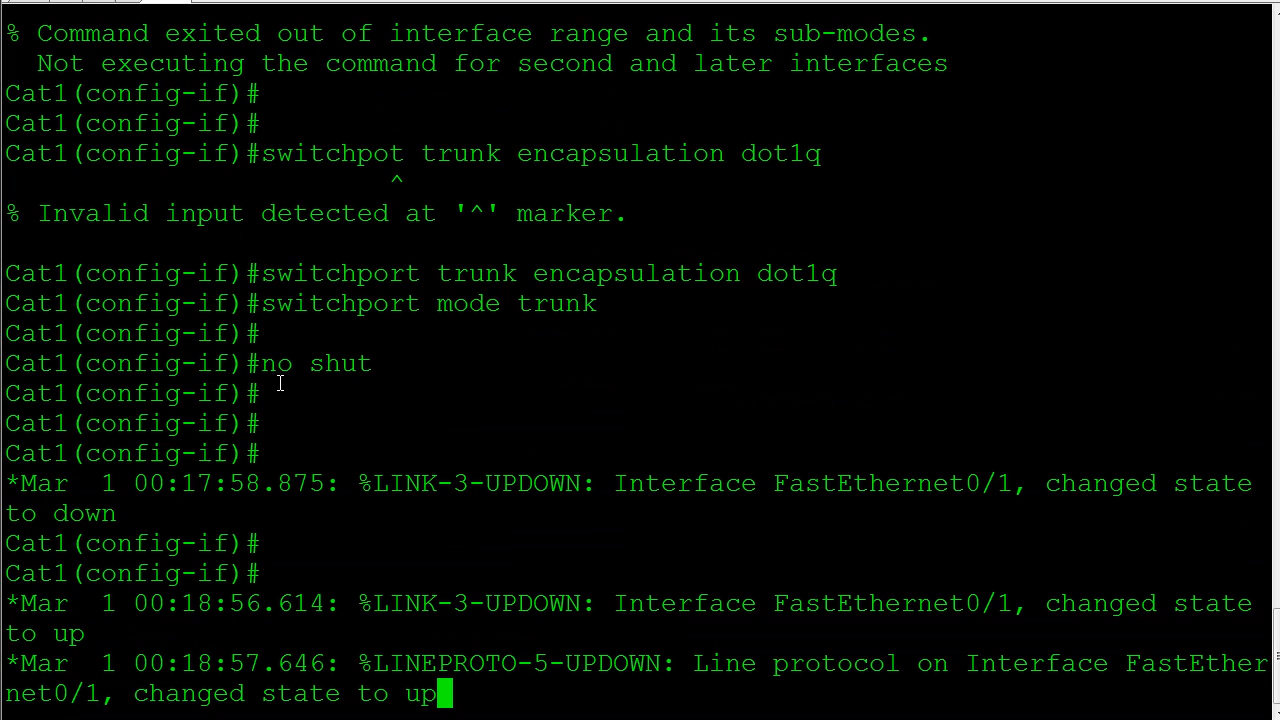 % Command exited out of interface range and its sub-modes.
  Not executing the command for second and later interfaces
Cat1(config-if)#
Cat1(config-if)#
Cat1(config-if)#switchpot trunk encapsulation dot1q
                        ^
% Invalid input detected at '^' marker.

Cat1(config-if)#switchport trunk encapsulation dot1q
Cat1(config-if)#switchport mode trunk
Cat1(config-if)#
Cat1(config-if)#no shut
Cat1(config-if)#
Cat1(config-if)#
Cat1(config-if)#
*Mar  1 00:17:58.875: %LINK-3-UPDOWN: Interface FastEthernet0/1, changed state
to down
Cat1(config-if)#
Cat1(config-if)#
*Mar  1 00:18:56.614: %LINK-3-UPDOWN: Interface FastEthernet0/1, changed state
to up
*Mar  1 00:18:57.646: %LINEPROTO-5-UPDOWN: Line protocol on Interface FastEther
net0/1, changed state to up